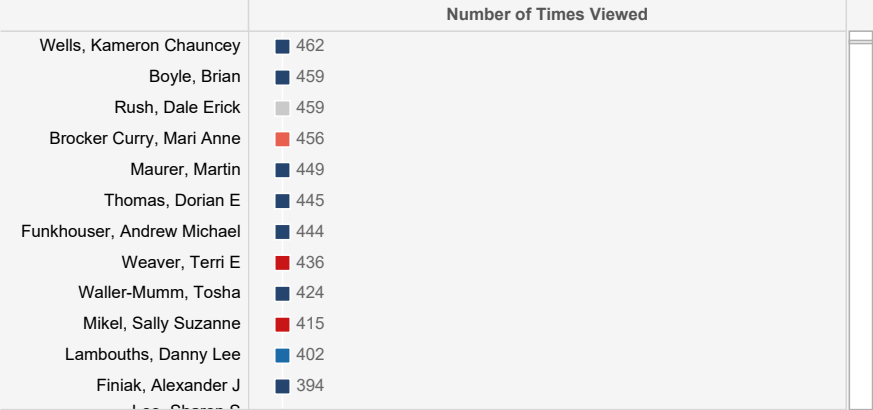 Number of Times Viewed
Wells, Kameron Chauncey 462
Boyle, Brian 459
Rush, Dale Erick 459
Brocker Curry, Mari Anne 456
Maurer, Martin 449
Thomas, Dorian E 445
Funkhouser, Andrew Michael 444
Weaver, Terri E 436
Waller-Mumm, Tosha 424
Mikel, Sally Suzanne 415
Lambouths, Danny Lee 402
Finiak, Alexander J 394